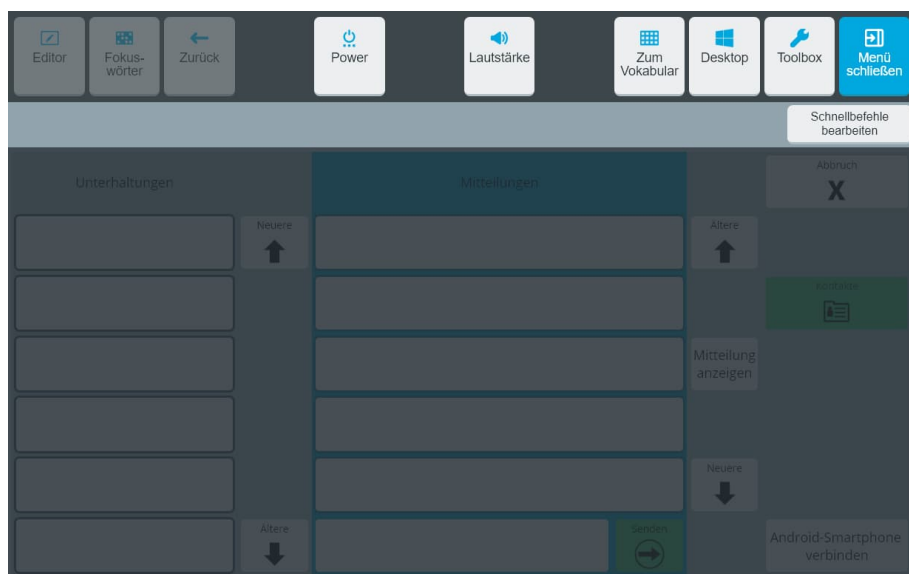 Editor
Fokus-
wörter
Zurück
Power
Lautstärke
Zum
Vokabular
Desktop
Toolbox
Menü
schließen
Schnellbefehle
bearbeiten
Unterhaltungen
Mitteilungen
Abbruch
X
Neuere
Ältere
Kontakte
Mitteilung
anzeigen
Neuere
Ältere
Senden
Android-Smartphone
verbinden